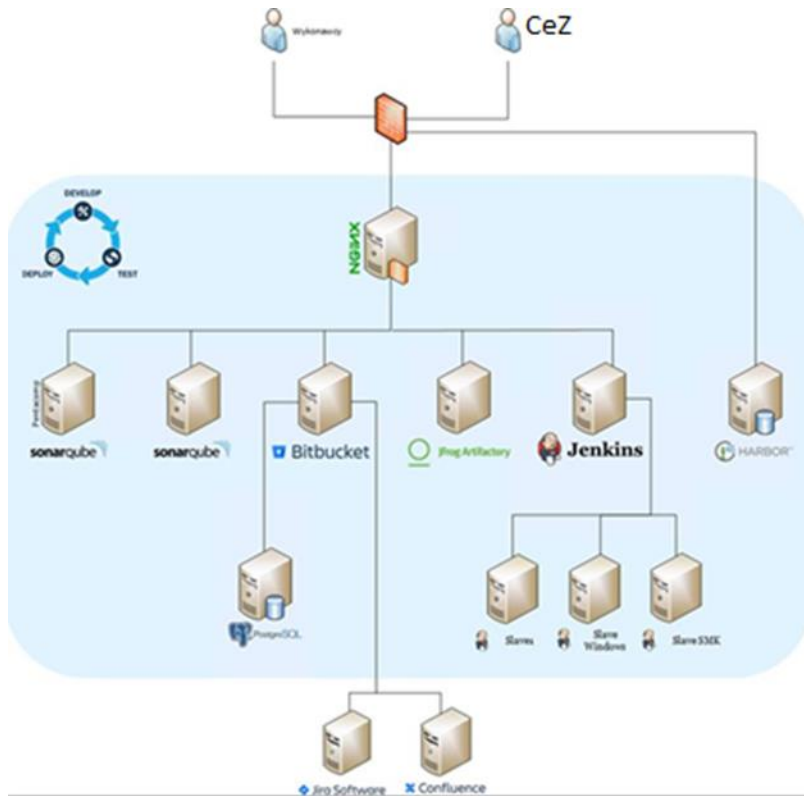 Wykonawcy
CeZ
DEVELOP
DEPLOY
TEST
NGINX
sonarqube
sonarqube
Bitbucket
JFrog Artifactory
Jenkins
HARBOR
PostgreSQL
Slaves
Slave
Windows
Slave SMK
Jira Software
Confluence